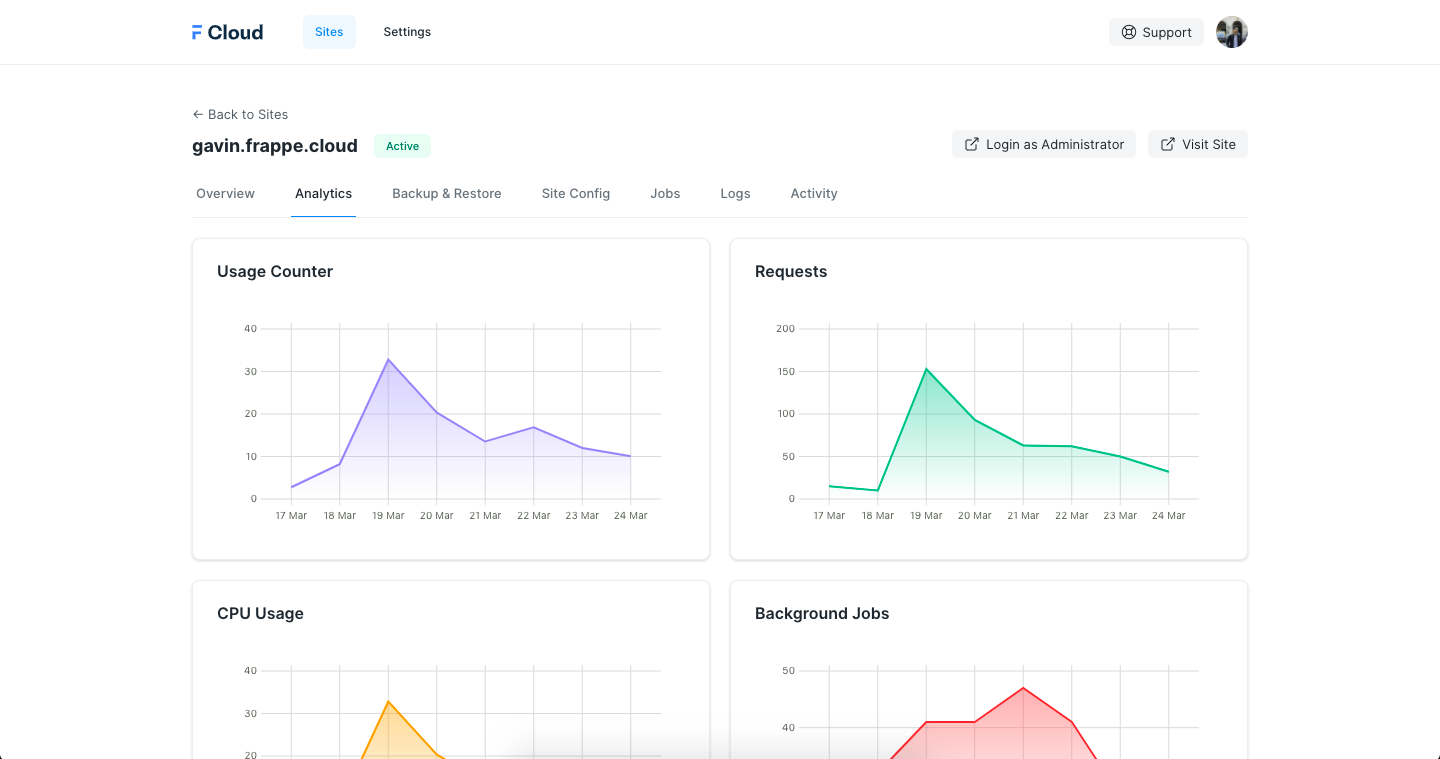 Cloud
Sites
Settings
Support
← Back to Sites
gavin.frappe.cloud
Active
Login as Administrator
Visit Site
Overview
Analytics
Backup & Restore
Site Config
Jobs
Logs
Activity
Usage Counter
40
30
20
10
0
17 Mar 18 Mar 19 Mar 20 Mar 21 Mar 22 Mar 23 Mar 24 Mar
Requests
200
150
100
50
0
17 Mar 18 Mar 19 Mar 20 Mar 21 Mar 22 Mar 23 Mar 24 Mar
CPU Usage
40
30
20
Background Jobs
50
40